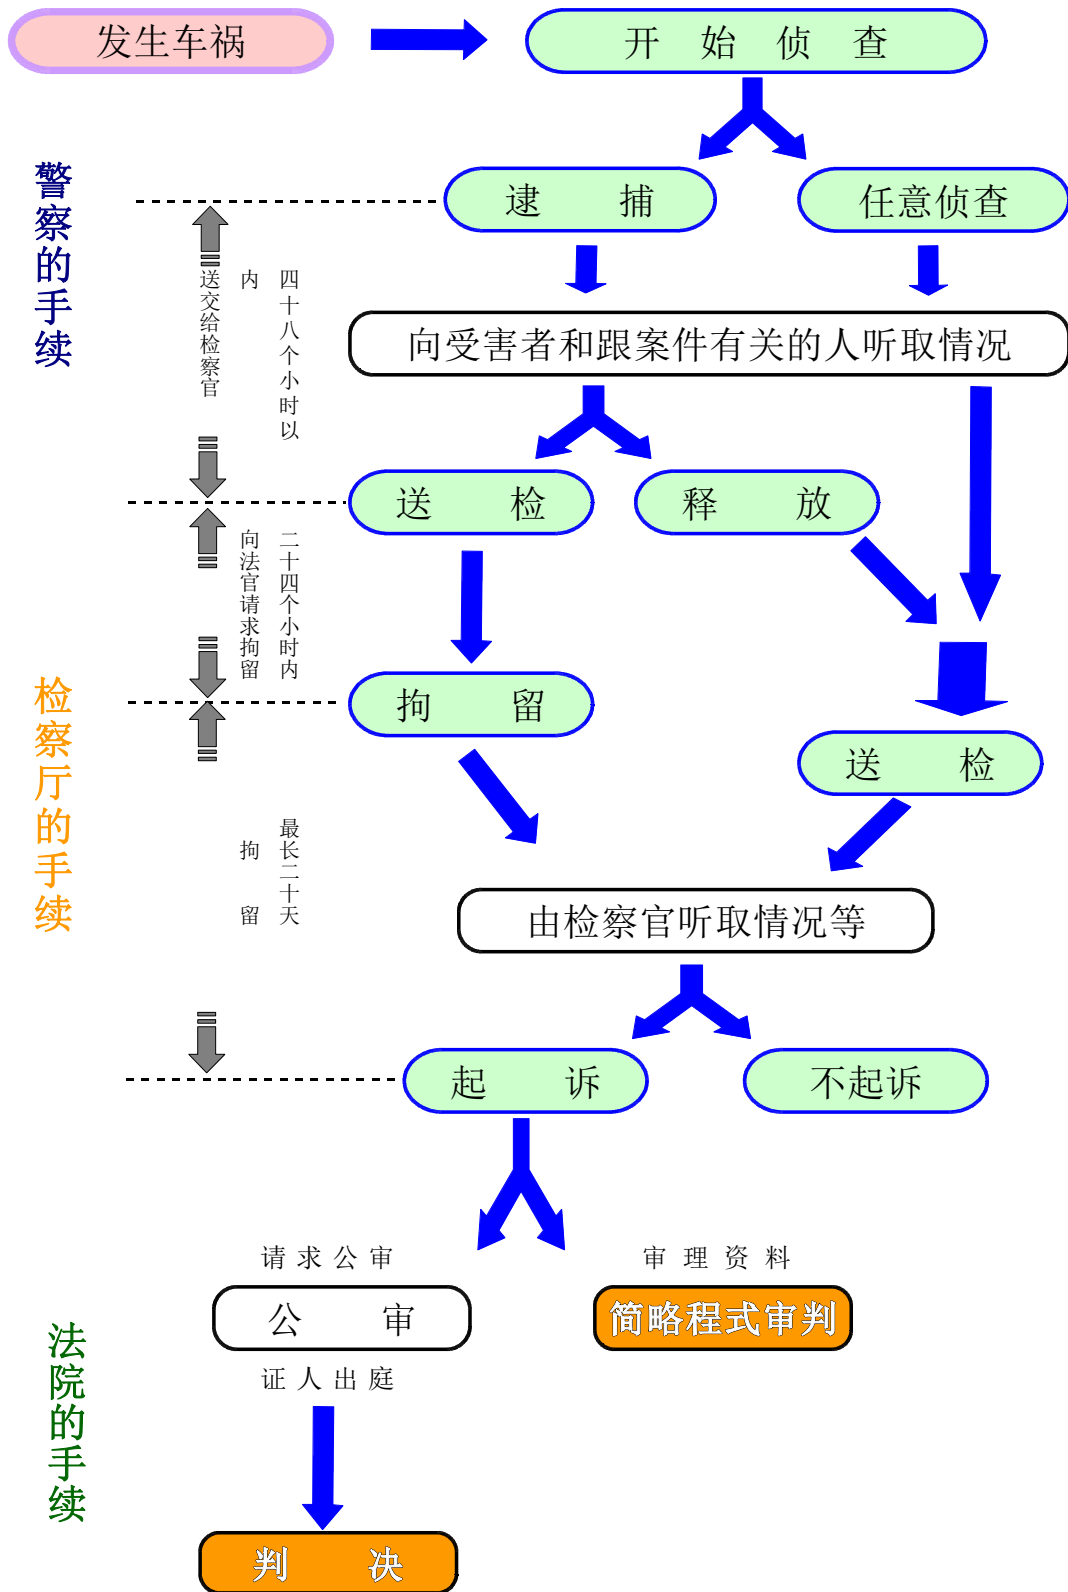 发生车祸
开始侦查
警察的手续
逮捕
任意侦查
四十八个小时以
内
送交给检察官
向受害者和跟案件有关的人听取情况
送检
释放
二十四个小时内
向法官请求拘留
检察厅的手续
拘留
送检
最长二十天
拘留
由检察官听取情况等
起诉
不起诉
法院的手续
请求公审
审理资料
公审
简略程式审判
证人出庭
判决